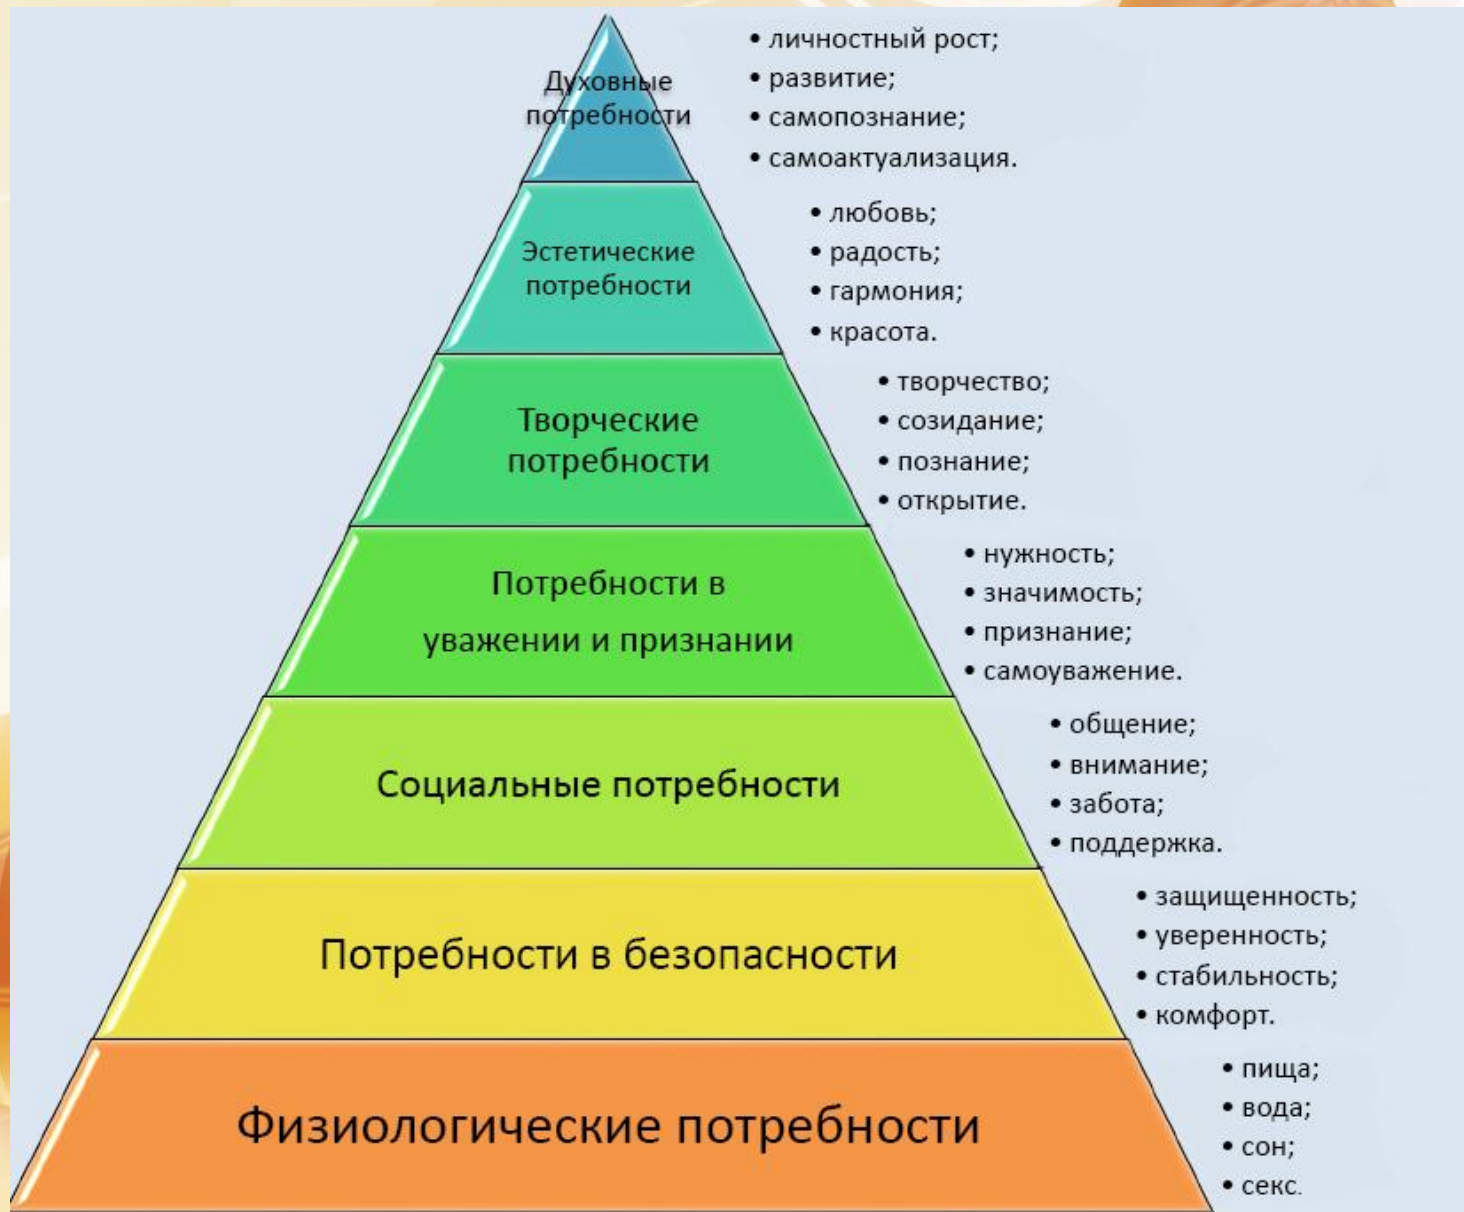 Духовные
потребности
• личностный рост;
• развитие;
• самопознание;
• самоактуализация.
Эстетические
потребности
• любовь;
• радость;
• гармония;
• красота.
Творческие
потребности
• творчество;
• созидание;
• познание;
• открытие.
Потребности в
уважении и признании
• нужность;
• значимость;
• признание;
• самоуважение.
Социальные потребности
• общение;
• внимание;
• забота;
• поддержка.
Потребности в безопасности
• защищенность;
• уверенность;
• стабильность;
• комфорт.
Физиологические потребности
• пища;
• вода;
• сон;
• секс.